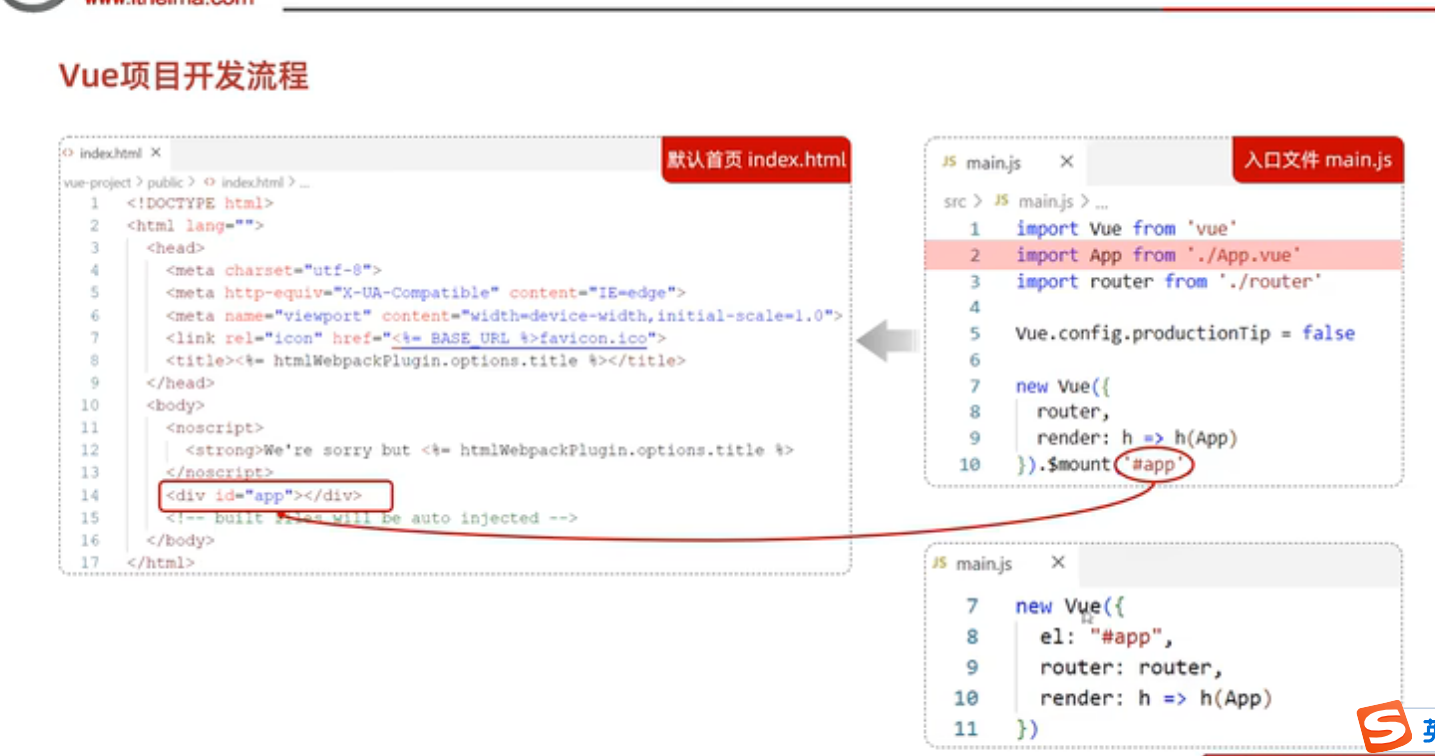 www.itheima.com
Vue项目开发流程
index.html ×
默认首页 index.html
vue-project > public > <> index.html > ...
1 <!DOCTYPE html>
2 <html lang="">
3 <head>
4 <meta charset="utf-8">
5 <meta http-equiv="X-UA-Compatible" content="IE=edge">
6 <meta name="viewport" content="width=device-width,initial-scale=1.0">
7 <link rel="icon" href="<%= BASE_URL %>favicon.ico">
8 <title><%= htmlWebpackPlugin.options.title %></title>
9 </head>
10 <body>
11 <noscript>
12 <strong>We're sorry but <%= htmlWebpackPlugin.options.title %>
13 </noscript>
14 <div id="app"></div>
15 <!-- built files will be auto injected -->
16 </body>
17 </html>
JS main.js ×
入口文件 main.js
src > JS main.js > ...
1 import Vue from 'vue'
2 import App from './App.vue'
3 import router from './router'
4
5 Vue.config.productionTip = false
6
7 new Vue({
8 router,
9 render: h => h(App)
10 }).$mount('#app')
JS main.js ×
7 new Vue({
8 el: "#app",
9 router: router,
10 render: h => h(App)
11 })
S 英